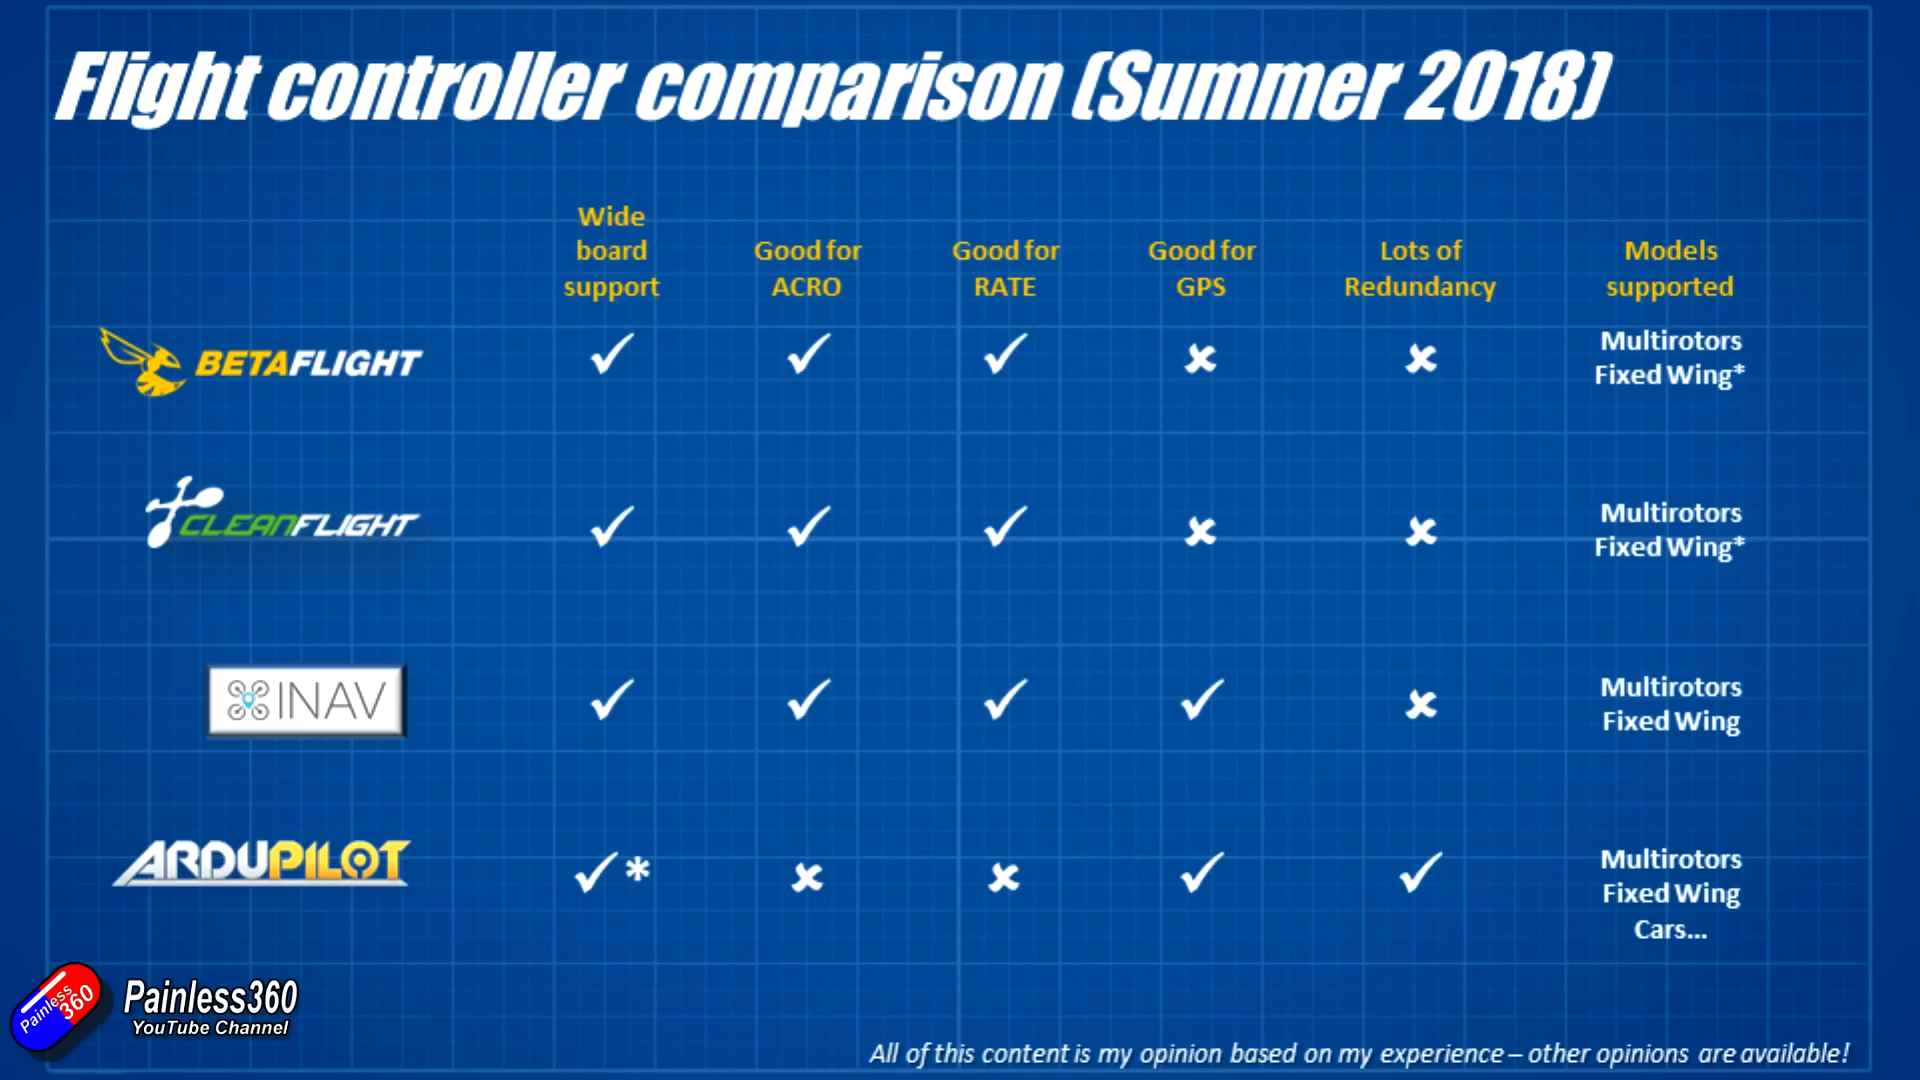 Flight controller comparison (Summer 2018)
Wide
board
support
Good for
ACRO
Good for
RATE
Good for
GPS
Lots of
Redundancy
Models
supported
BETAFLIGHT
Multirotors
Fixed Wing*
CLEANFLIGHT
Multirotors
Fixed Wing*
INAV
Multirotors
Fixed Wing
ARDUPILOT
*
Multirotors
Fixed Wing
Cars...
Painless
360
Painless360
YouTube Channel
All of this content is my opinion based on my experience – other opinions are available!